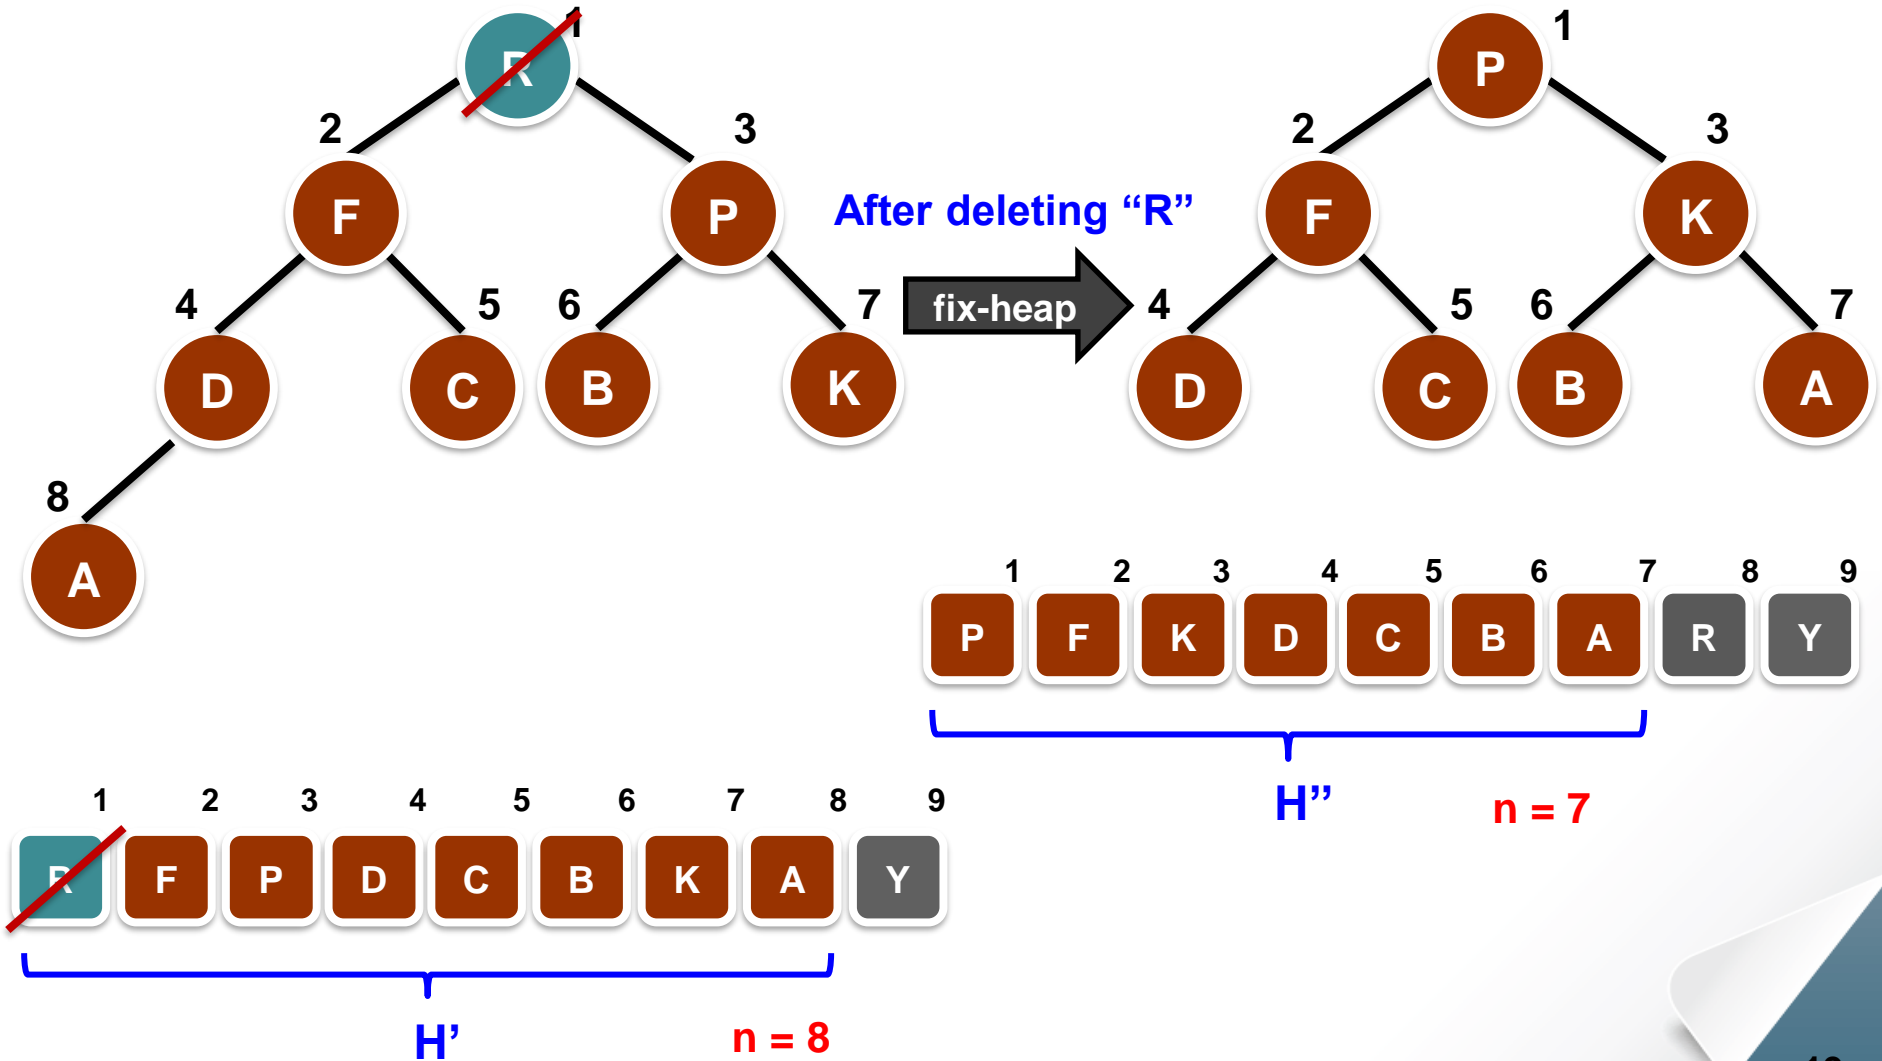 R 1
P 1
2 3
2 3
F P
F K
After deleting “R”
4 5 6 7
fix-heap
4 5 6 7
D C B K
D C B A
8
A
1 2 3 4 5 6 7 8 9
P F K D C B A R Y
H’’ n = 7
1 2 3 4 5 6 7 8 9
R F P D C B K A Y
H’ n = 8